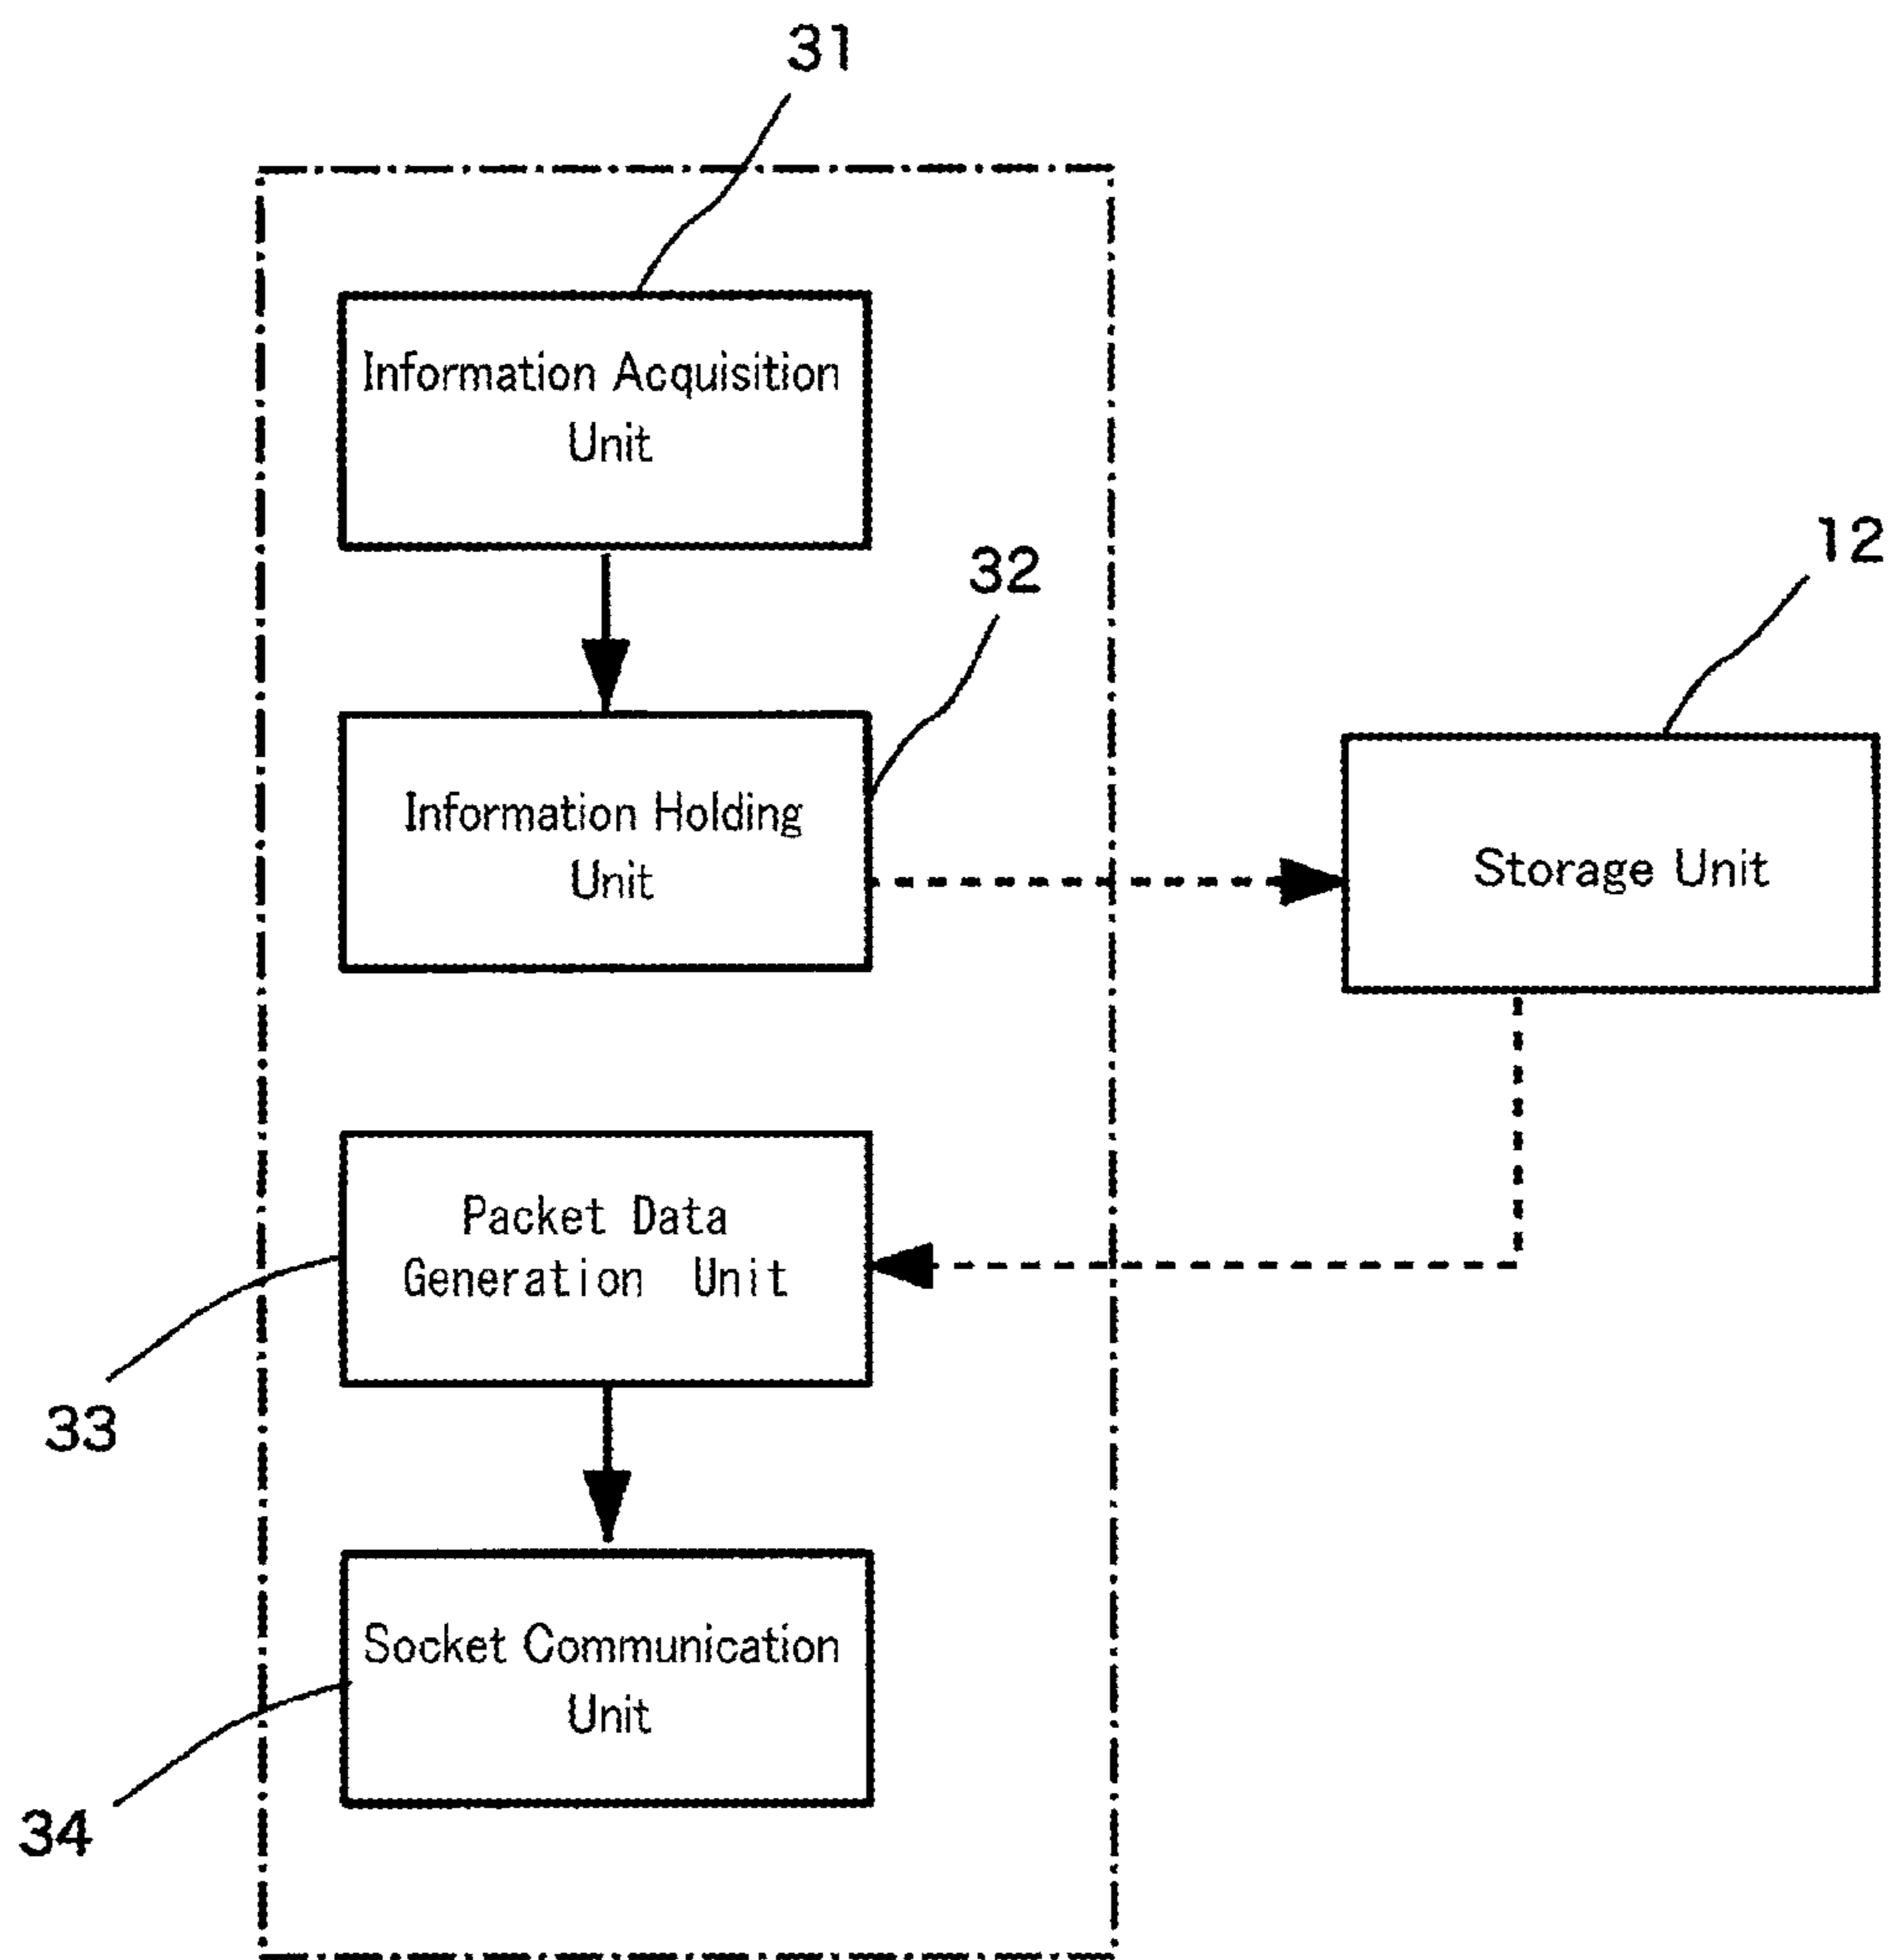 31
Information Acquisition
Unit
32
12
Information Holding
Unit
Storage Unit
Packet Data
Generation Unit
33
Socket Communication
Unit
34